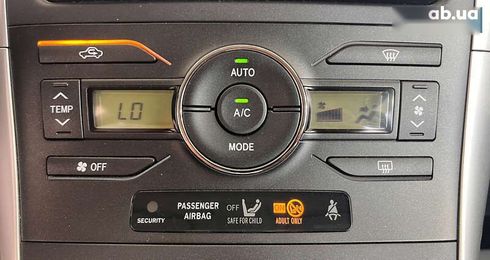 ab.ua
AUTO
TEMP
LO
A/C
MODE
OFF
SECURITY
PASSENGER
AIRBAG
OFF
SAFE FOR CHILD
ON
ADULT ONLY